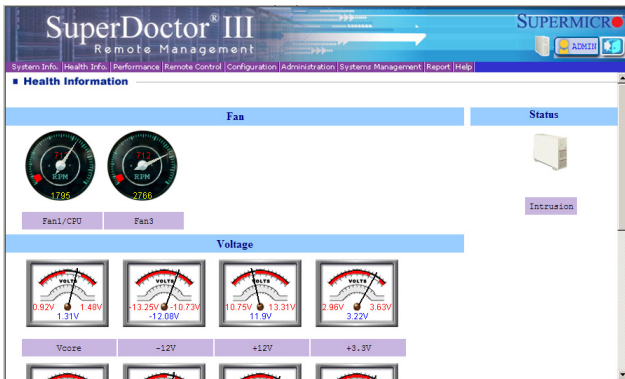 SuperDoctor® III
Remote Management
SUPERMICR
ADMIN
System Info. |Health Info. |Performance |Remote Control |Configuration |Administration |Systems Management |Report |Help|
Health Information
Fan
Status
712
RPM
1795
712
RPM
2766
Intrusion
Fan1/CPU
Fan3
Voltage
VOLTS
0.92V
1.48V
1.31V
VOLTS
-13.25V
-10.73V
-12.08V
VOLTS
10.75V
13.31V
11.9V
VOLTS
2.96V
3.63V
3.22V
Vcore
-12V
+12V
+3.3V